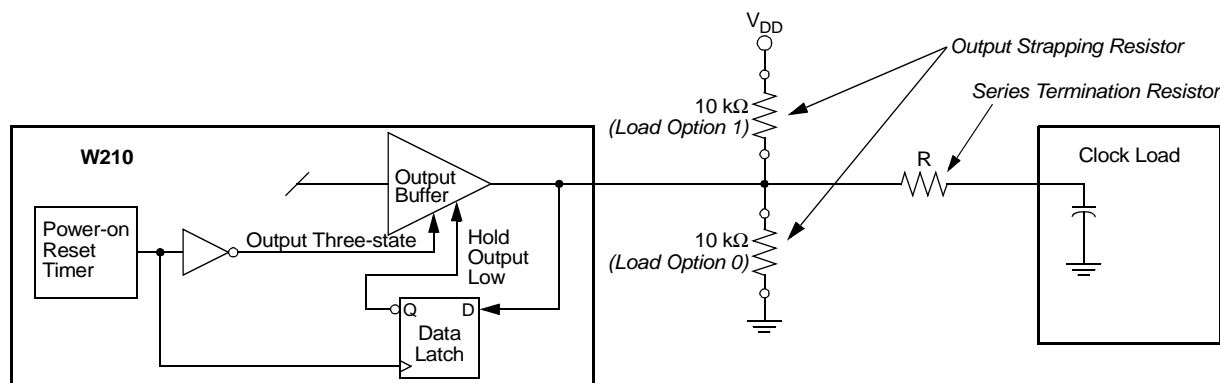 V_DD
Output Strapping Resistor
Series Termination Resistor
10 kΩ
(Load Option 1)
W210
Output
Buffer
R
Clock Load
Power-on
Reset
Timer
Output Three-state
Hold
Output
Low
10 kΩ
(Load Option 0)
Q
D
Data
Latch